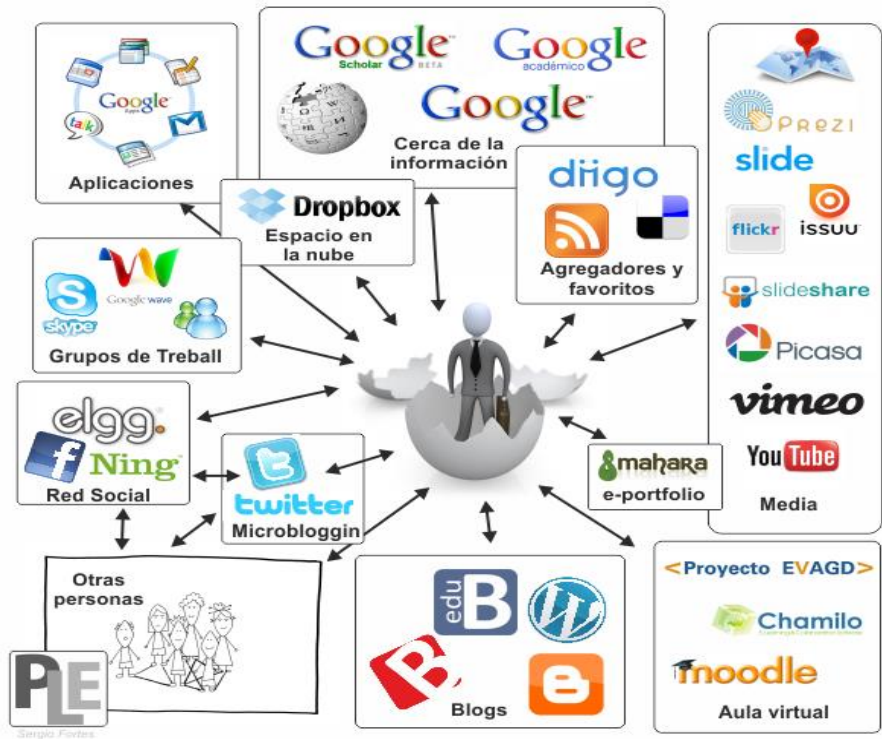 Google
Apps
talk
Aplicaciones
Google
Scholar BETA
Google
académico
Google
Cerca de la
información
Dropbox
Espacio en
la nube
diigo
Agregadores y
favoritos
PREZI
slide
flickr
issuu
slideshare
Picasa
vimeo
YouTube
Media
Google wave
skype
Grupos de Treball
elgg.
f Ning
Red Social
t
twitter
Microbloggin
mahara
e-portfolio
Otras
personas
PLE
Sergio Fortes
edu B
W
B
B
Blogs
<Proyecto EVAGD>
Chamilo
moodle
Aula virtual